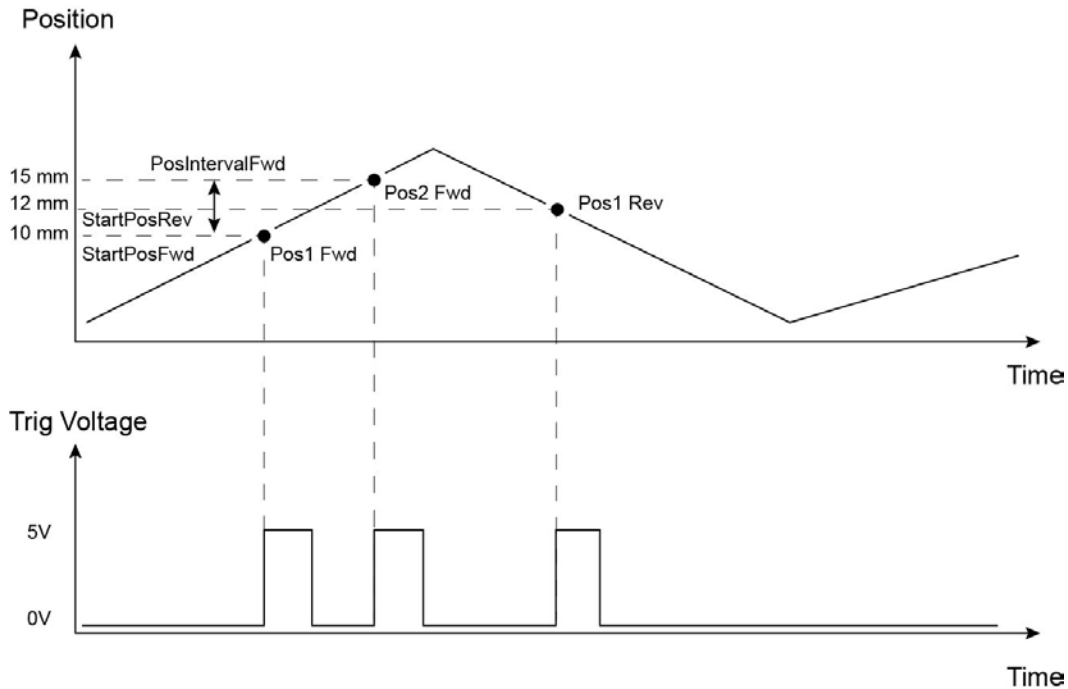 Position
PosIntervalFwd
15 mm
Pos2 Fwd
12 mm
Pos1 Rev
StartPosRev
10 mm
StartPosFwd
Pos1 Fwd
Time
Trig Voltage
5V
0V
Time